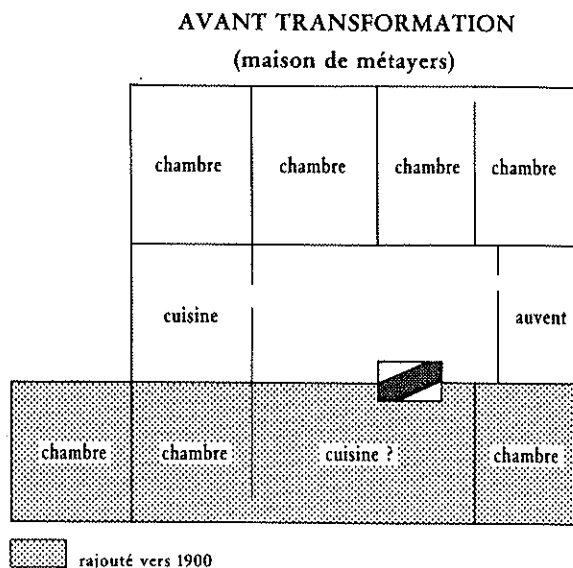 AVANT TRANSFORMATION
(maison de métayers)
chambre chambre chambre chambre
cuisine auvent
chambre chambre cuisine ? chambre
rajouté vers 1900